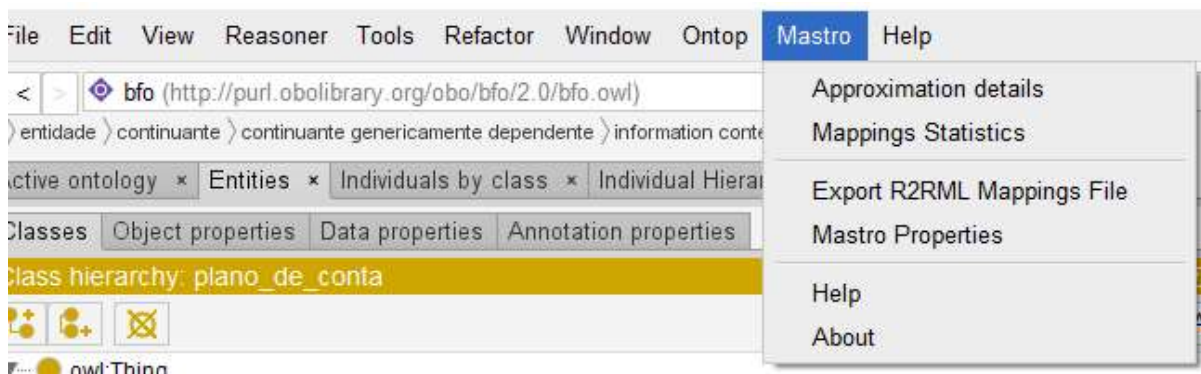 File Edit View Reasoner Tools Refactor Window Ontop Mastro Help
< > bfo (http://purl.obolibrary.org/obo/bfo/2.0/bfo.owl)
entidade continuante continuante genericamente dependente information conte
Active ontology × Entities × Individuals by class × Individual Hierar
Classes Object properties Data properties Annotation properties
Class hierarchy: plano_de_conta
owl:Thing
Approximation details
Mappings Statistics
Export R2RML Mappings File
Mastro Properties
Help
About